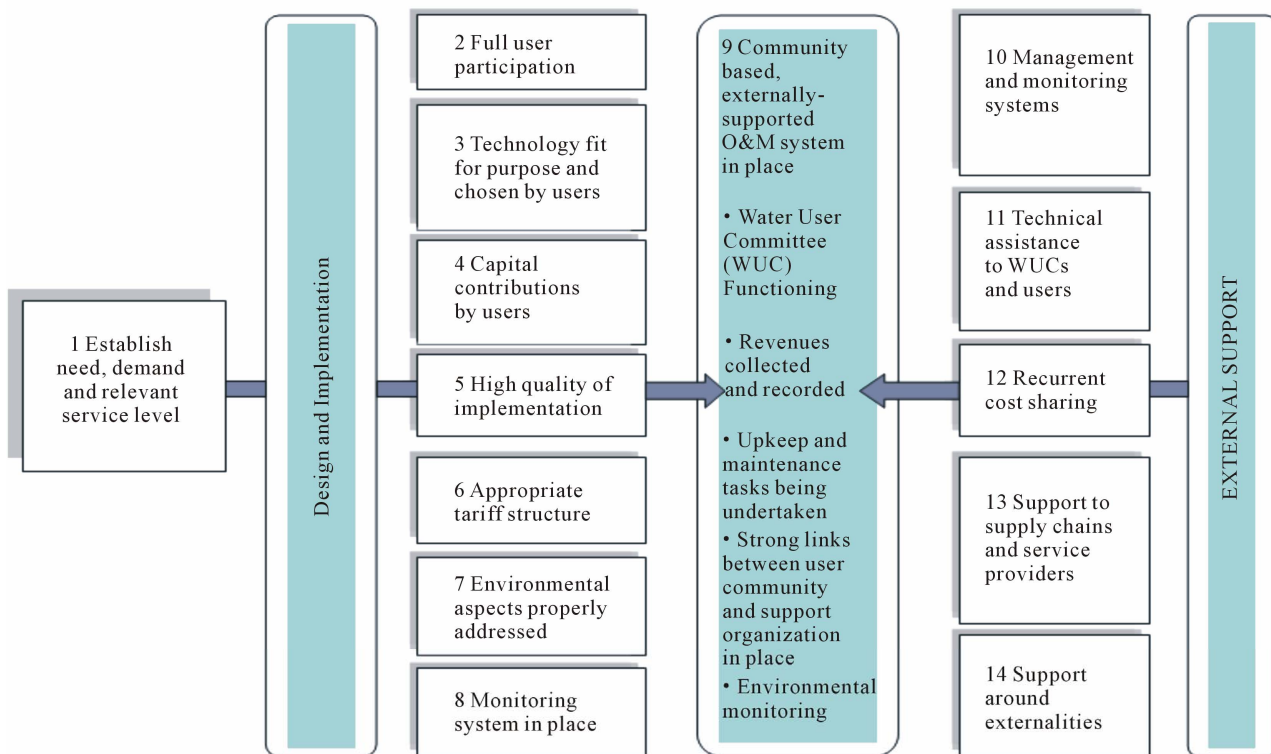 1 Establish
need, demand
and relevant
service level
Design and Implementation
2 Full user
participation
3 Technology fit
for purpose and
chosen by users
4 Capital
contributions
by users
5 High quality of
implementation
6 Appropriate
tariff structure
7 Environmental
aspects properly
addressed
8 Monitoring
system in place
9 Community
based,
externally-
supported
O&M system
in place
• Water User
Committee
(WUC)
Functioning
• Revenues
collected
and recorded
• Upkeep and
maintenance
tasks being
undertaken
• Strong links
between user
community
and support
organization
in place
• Environmental
monitoring
10 Management
and monitoring
systems
11 Technical
assistance
to WUCs
and users
12 Recurrent
cost sharing
13 Support to
supply chains
and service
providers
14 Support
around
externalities
EXTERNAL SUPPORT